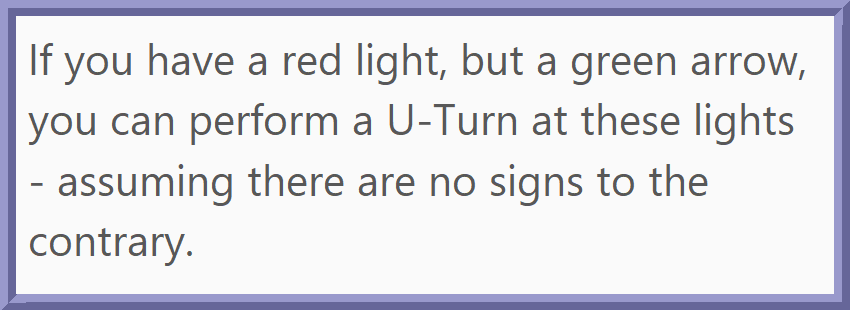 If you have a red light, but a green arrow,
you can perform a U-Turn at these lights
- assuming there are no signs to the
contrary.